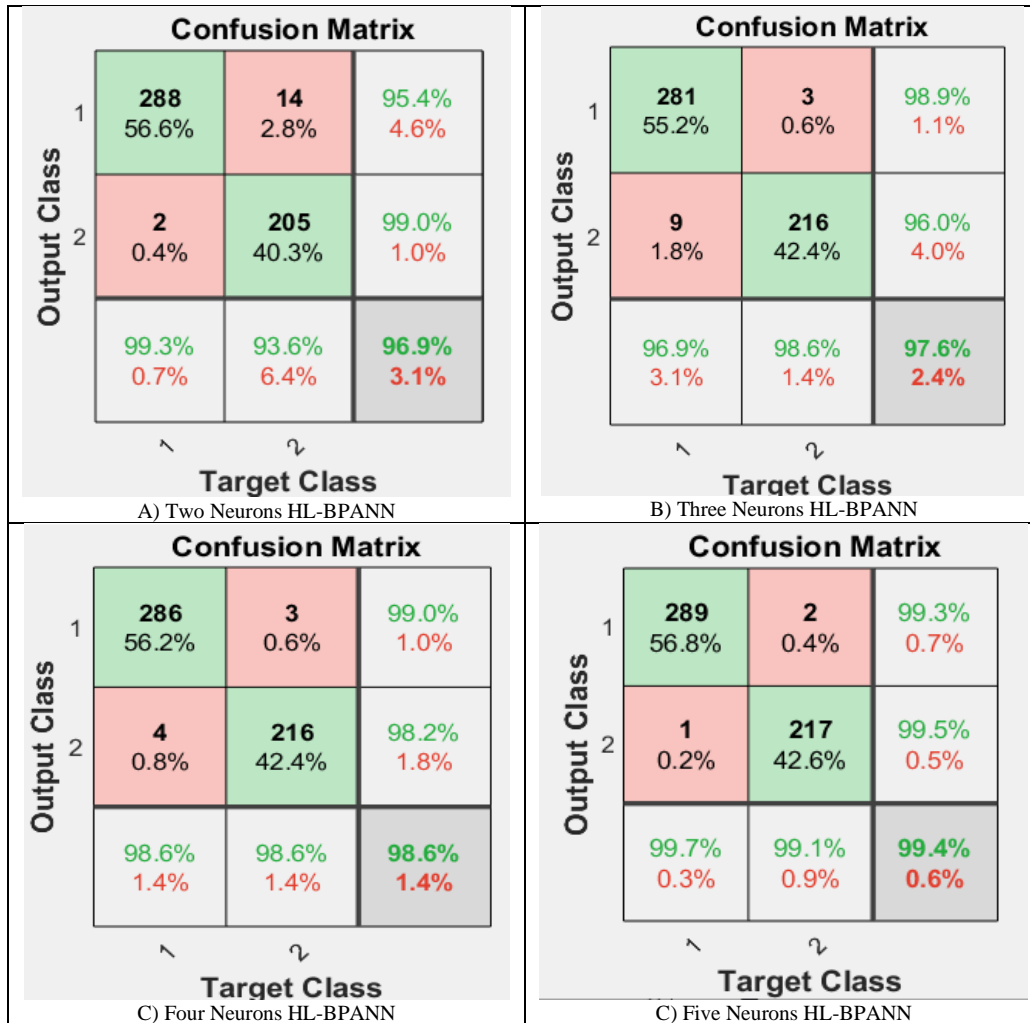 Confusion Matrix
288 14 95.4%
1
56.6% 2.8% 4.6%
2 205 99.0%
2
0.4% 40.3% 1.0%
99.3% 93.6% 96.9%
0.7% 6.4% 3.1%
1 2
Output Class
Target Class
A) Two Neurons HL-BPANN
Confusion Matrix
281 3 98.9%
1
55.2% 0.6% 1.1%
9 216 96.0%
2
1.8% 42.4% 4.0%
96.9% 98.6% 97.6%
3.1% 1.4% 2.4%
1 2
Output Class
Target Class
B) Three Neurons HL-BPANN
Confusion Matrix
286 3 99.0%
1
56.2% 0.6% 1.0%
4 216 98.2%
2
0.8% 42.4% 1.8%
98.6% 98.6% 98.6%
1.4% 1.4% 1.4%
1 2
Output Class
Target Class
C) Four Neurons HL-BPANN
Confusion Matrix
289 2 99.3%
1
56.8% 0.4% 0.7%
1 217 99.5%
2
0.2% 42.6% 0.5%
99.7% 99.1% 99.4%
0.3% 0.9% 0.6%
1 2
Output Class
Target Class
C) Five Neurons HL-BPANN